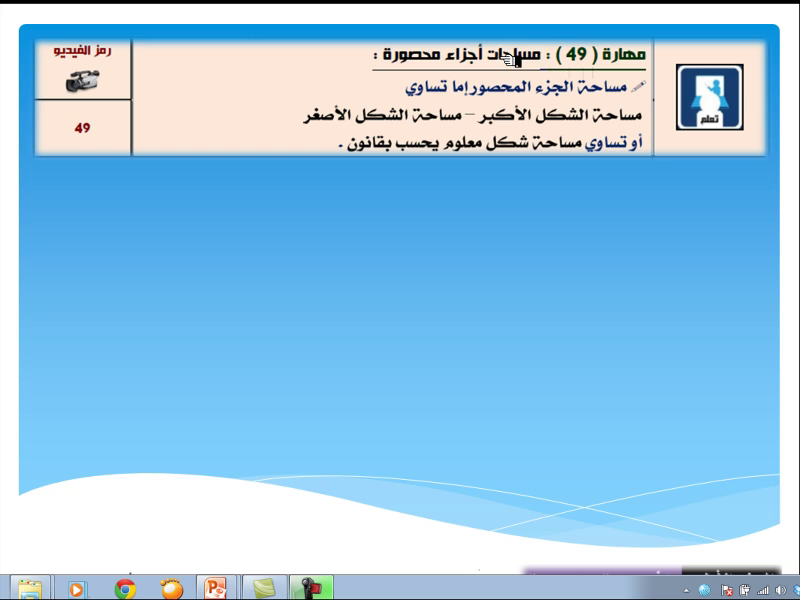 مهارة ( 49 ) : مساحات أجزاء محصورة :
مساحة الجزء المحصور إما تساوي
مساحة الشكل الأكبر – مساحة الشكل الأصغر
أو تساوي مساحة شكل معلوم يحسب بقانون .
تعلم
رمز الفيديو
49